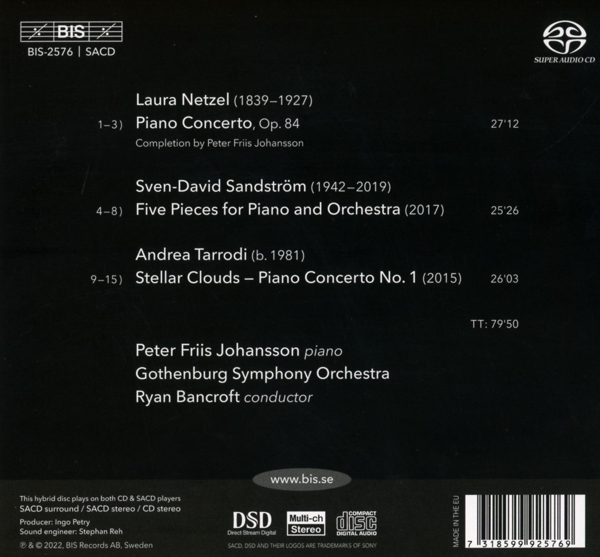 BIS
BIS-2576 | SACD
SUPER AUDIO CD
Laura Netzel (1839–1927)
1–3) Piano Concerto, Op. 84 27'12
Completion by Peter Friis Johansson
Sven-David Sandström (1942–2019)
4–8) Five Pieces for Piano and Orchestra (2017) 25'26
Andrea Tarrodi (b. 1981)
9–15) Stellar Clouds – Piano Concerto No. 1 (2015) 26'03
TT: 79'50
Peter Friis Johansson piano
Gothenburg Symphony Orchestra
Ryan Bancroft conductor
www.bis.se
This hybrid disc plays on both CD & SACD players
SACD surround / SACD stereo / CD stereo
Producer: Ingo Petry
Sound engineer: Stephan Reh
℗ & © 2022, BIS Records AB, Sweden
DSD
Direct Stream Digital
Multi-ch
Stereo
COMPACT
disc
DIGITAL AUDIO
SACD, DSD AND THEIR LOGOS ARE TRADEMARKS OF SONY
MADE IN THE EU
7 318599 925769